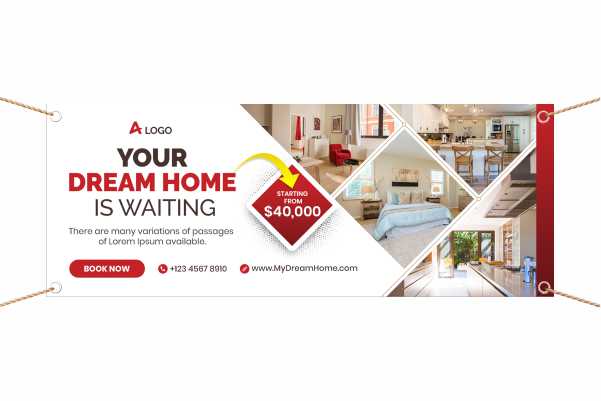 LOGO
YOUR
DREAM HOME
IS WAITING
There are many variations of passages
of Lorem Ipsum available.
STARTING
FROM
$40,000
BOOK NOW
+123 4567 8910
www.MyDreamHome.com